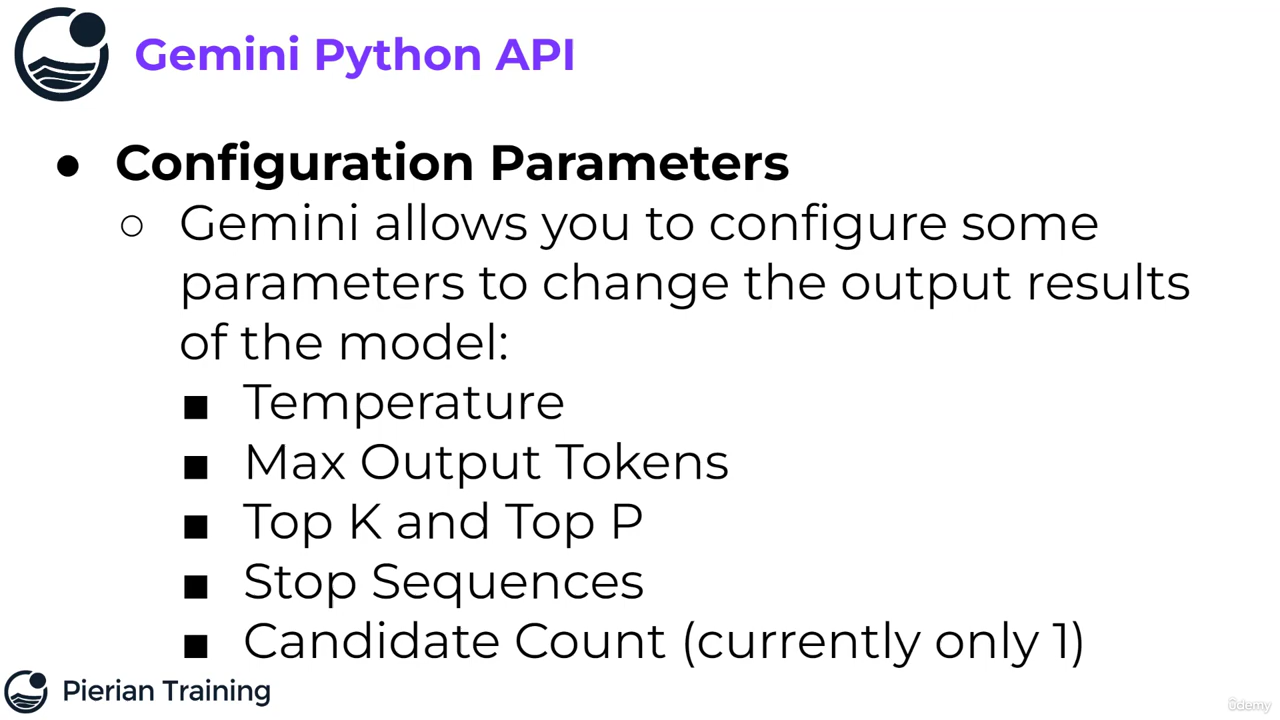 Gemini Python API
● Configuration Parameters
○ Gemini allows you to configure some
parameters to change the output results
of the model:
■ Temperature
■ Max Output Tokens
■ Top K and Top P
■ Stop Sequences
■ Candidate Count (currently only 1)
Pierian Training
ûdemy